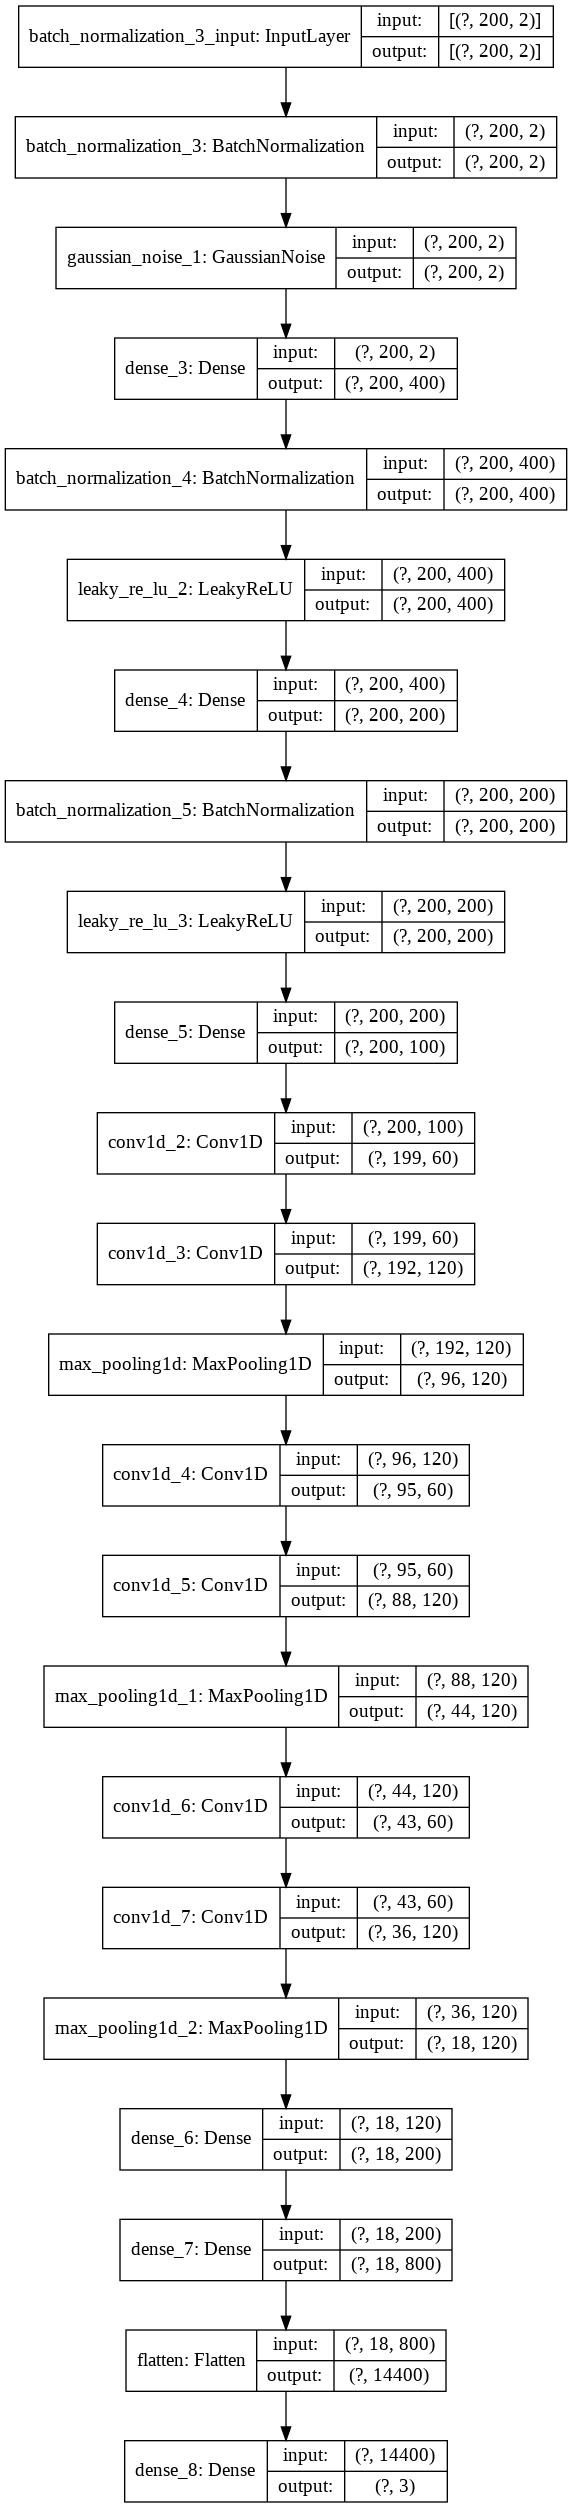 batch_normalization_3_input: InputLayer
input: [(?, 200, 2)]
output: [(?, 200, 2)]
batch_normalization_3: BatchNormalization
input: (?, 200, 2)
output: (?, 200, 2)
gaussian_noise_1: GaussianNoise
input: (?, 200, 2)
output: (?, 200, 2)
dense_3: Dense
input: (?, 200, 2)
output: (?, 200, 400)
batch_normalization_4: BatchNormalization
input: (?, 200, 400)
output: (?, 200, 400)
leaky_re_lu_2: LeakyReLU
input: (?, 200, 400)
output: (?, 200, 400)
dense_4: Dense
input: (?, 200, 400)
output: (?, 200, 200)
batch_normalization_5: BatchNormalization
input: (?, 200, 200)
output: (?, 200, 200)
leaky_re_lu_3: LeakyReLU
input: (?, 200, 200)
output: (?, 200, 200)
dense_5: Dense
input: (?, 200, 200)
output: (?, 200, 100)
conv1d_2: Conv1D
input: (?, 200, 100)
output: (?, 199, 60)
conv1d_3: Conv1D
input: (?, 199, 60)
output: (?, 192, 120)
max_pooling1d: MaxPooling1D
input: (?, 192, 120)
output: (?, 96, 120)
conv1d_4: Conv1D
input: (?, 96, 120)
output: (?, 95, 60)
conv1d_5: Conv1D
input: (?, 95, 60)
output: (?, 88, 120)
max_pooling1d_1: MaxPooling1D
input: (?, 88, 120)
output: (?, 44, 120)
conv1d_6: Conv1D
input: (?, 44, 120)
output: (?, 43, 60)
conv1d_7: Conv1D
input: (?, 43, 60)
output: (?, 36, 120)
max_pooling1d_2: MaxPooling1D
input: (?, 36, 120)
output: (?, 18, 120)
dense_6: Dense
input: (?, 18, 120)
output: (?, 18, 200)
dense_7: Dense
input: (?, 18, 200)
output: (?, 18, 800)
flatten: Flatten
input: (?, 18, 800)
output: (?, 14400)
dense_8: Dense
input: (?, 14400)
output: (?, 3)